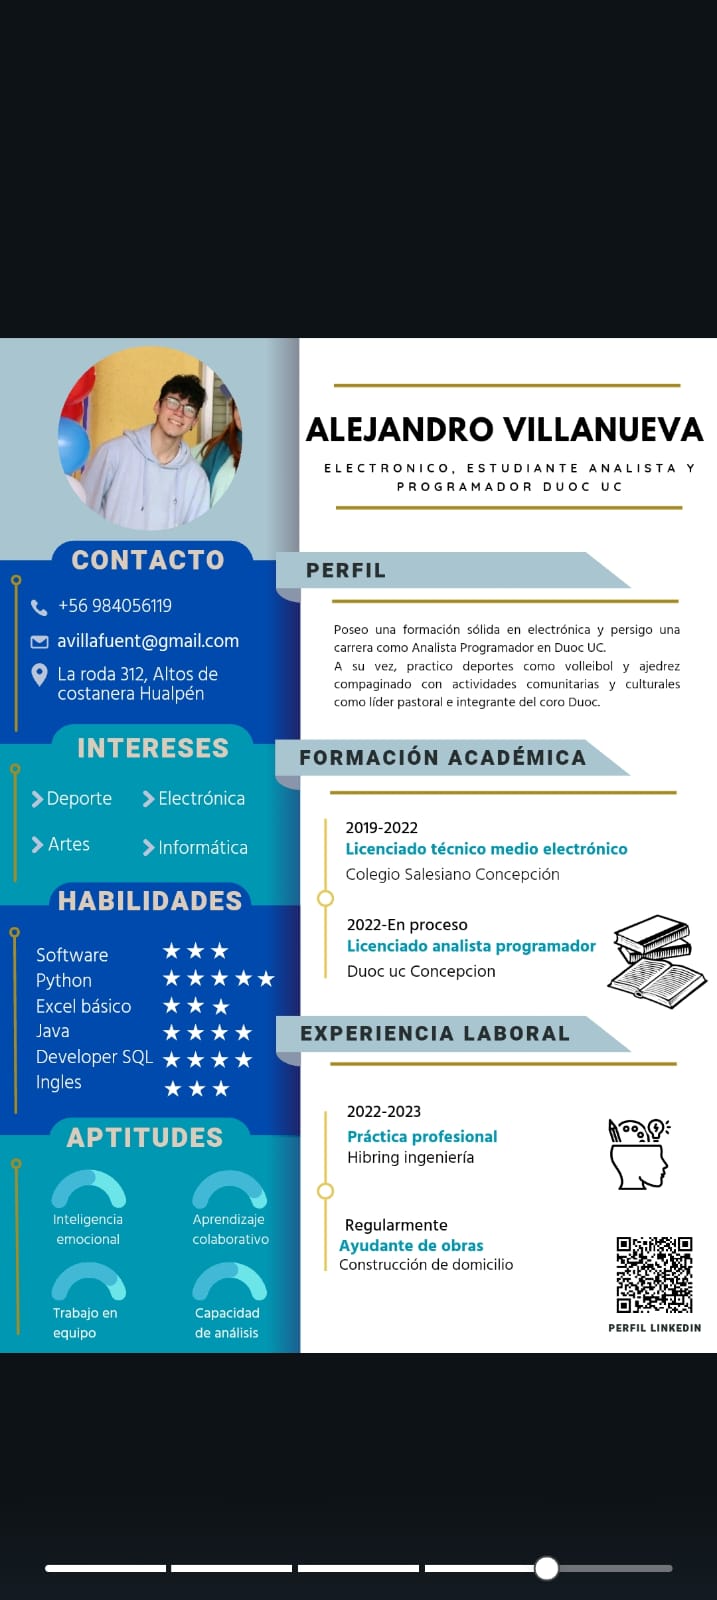 ALEJANDRO VILLANUEVA
ELECTRONICO, ESTUDIANTE ANALISTA Y
PROGRAMADOR DUOC UC
CONTACTO
+56 984056119
avillafuent@gmail.com
La roda 312, Altos de
costanera Hualpén
INTERESES
Deporte
Electrónica
Artes
Informática
HABILIDADES
Software
Python
Excel básico
Java
Developer SQL
Ingles
APTITUDES
Inteligencia
emocional
Aprendizaje
colaborativo
Trabajo en
equipo
Capacidad
de análisis
PERFIL
Poseo una formación sólida en electrónica y persigo una
carrera como Analista Programador en Duoc UC.
A su vez, practico deportes como volleibol y ajedrez
compaginado con actividades comunitarias y culturales
como líder pastoral e integrante del coro Duoc.
FORMACIÓN ACADÉMICA
2019-2022
Licenciado técnico medio electrónico
Colegio Salesiano Concepción
2022-En proceso
Licenciado analista programador
Duoc uc Concepcion
EXPERIENCIA LABORAL
2022-2023
Práctica profesional
Hibring ingeniería
Regularmente
Ayudante de obras
Construcción de domicilio
PERFIL LINKEDIN